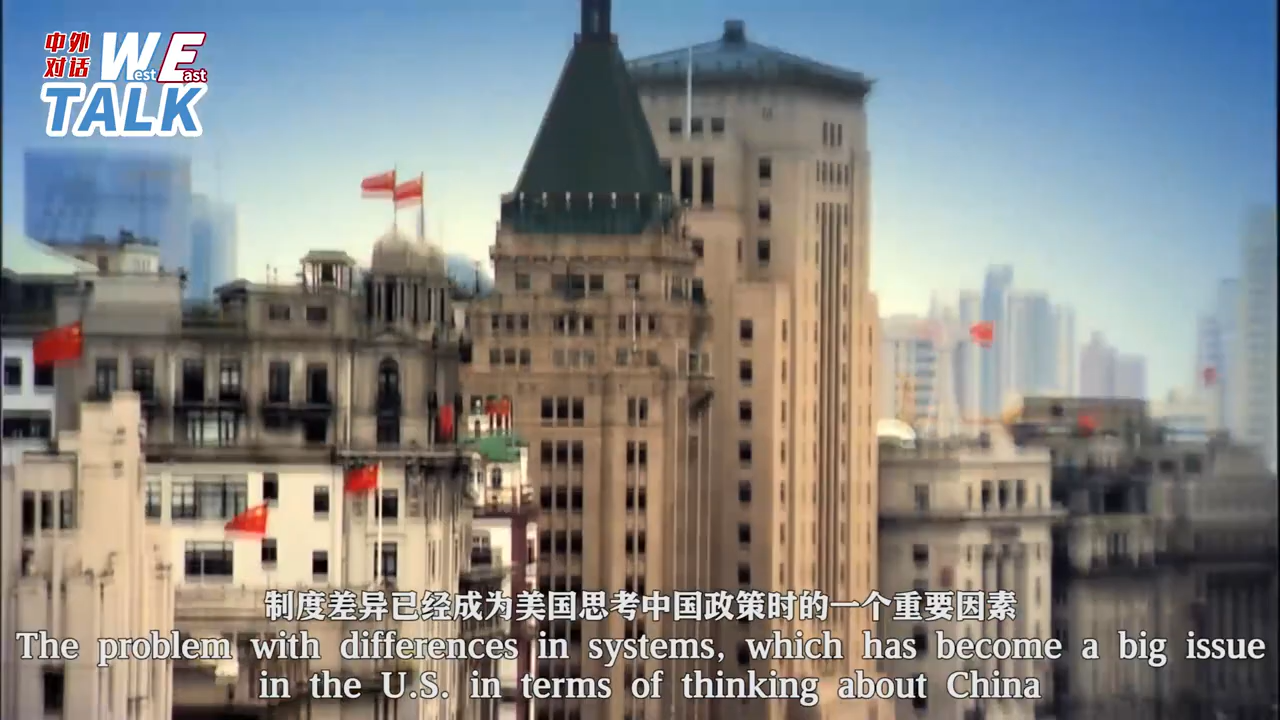 中外
对话
West East
TALK
制度差异已经成为美国思考中国政策时的一个重要因素
The problem with differences in systems, which has become a big issue
in the U.S. in terms of thinking about China